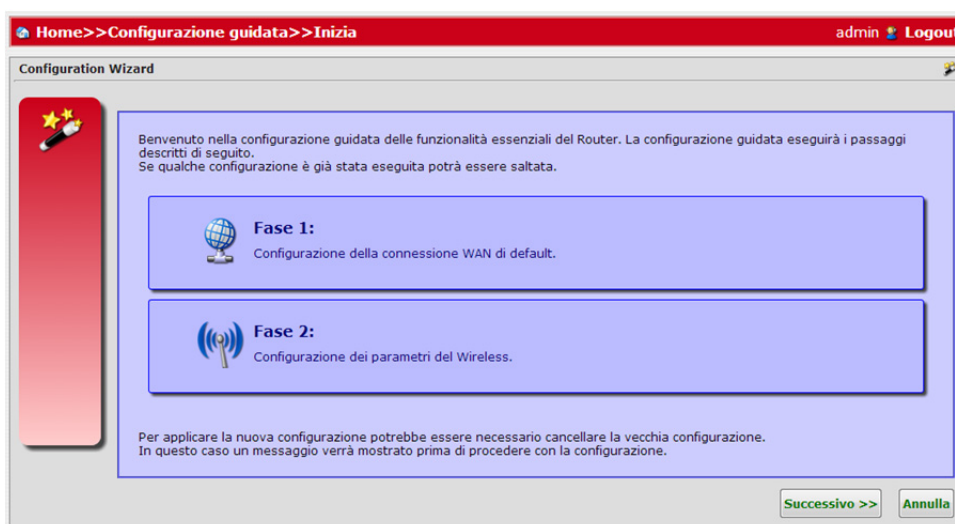 Home>>Configurazione guidata>>Inizia
admin Logout
Configuration Wizard
Benvenuto nella configurazione guidata delle funzionalità essenziali del Router. La configurazione guidata eseguirà i passaggi
descritti di seguito.
Se qualche configurazione è già stata eseguita potrà essere saltata.
Fase 1:
Configurazione della connessione WAN di default.
Fase 2:
Configurazione dei parametri del Wireless.
Per applicare la nuova configurazione potrebbe essere necessario cancellare la vecchia configurazione.
In questo caso un messaggio verrà mostrato prima di procedere con la configurazione.
Successivo >>
Annulla